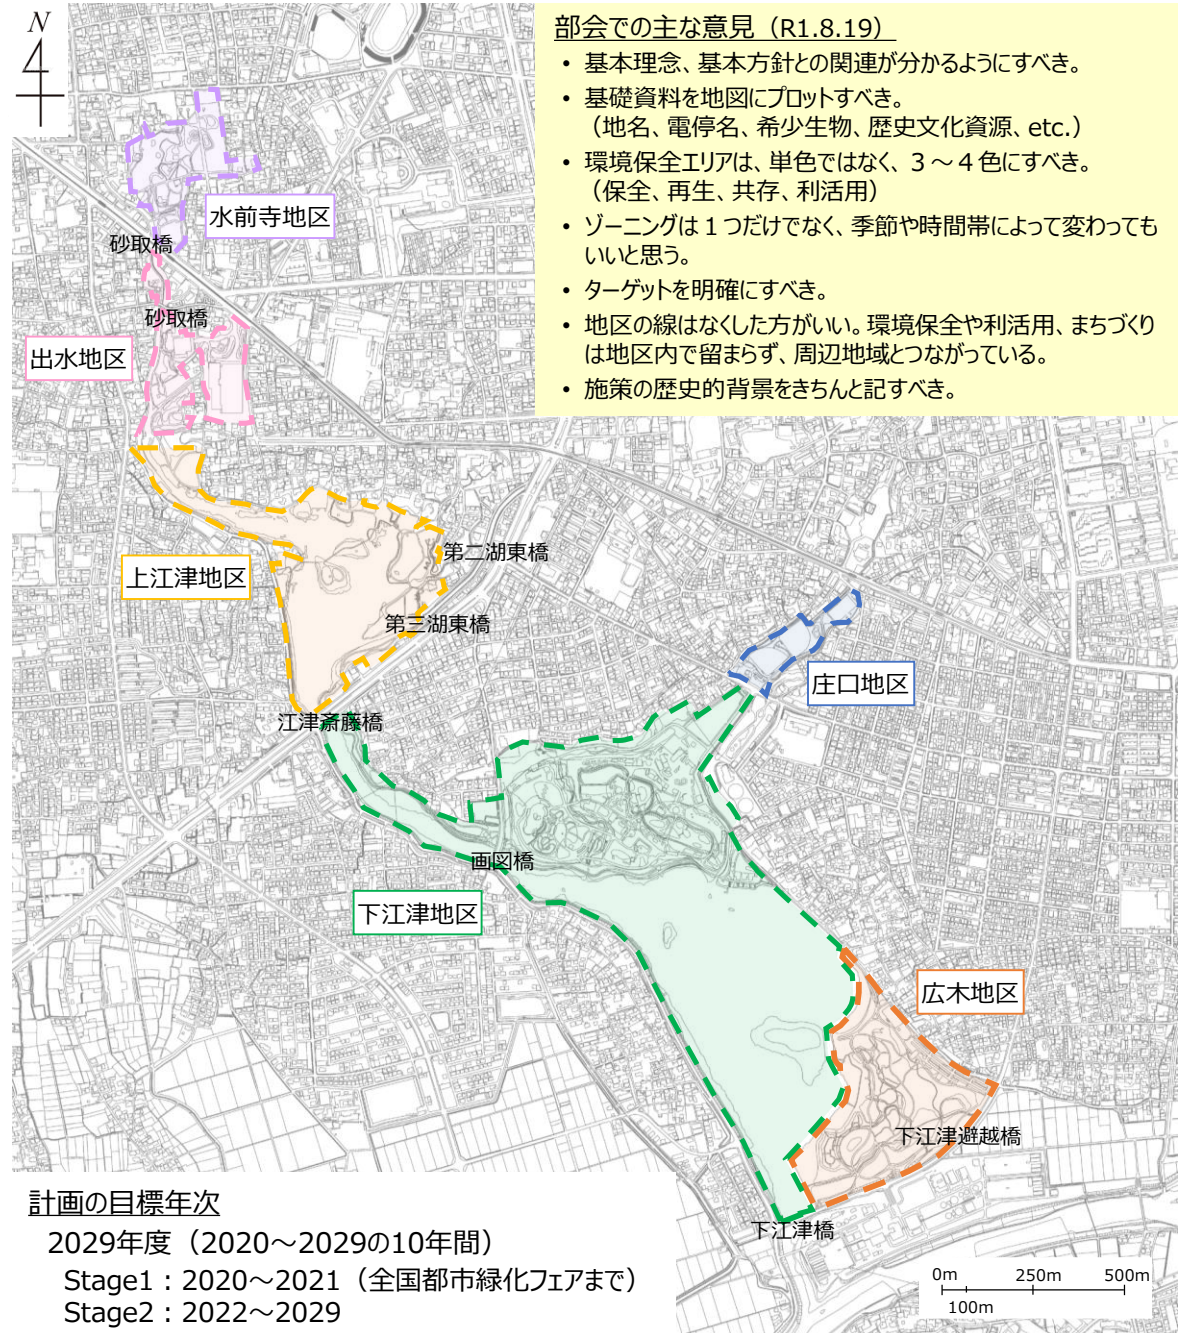 N
部会での主な意見（R1.8.19）
・ 基本理念、基本方針との関連が分かるようにすべき。
・ 基礎資料を地図にプロットすべき。
（地名、電停名、希少生物、歴史文化資源、etc.）
・ 環境保全エリアは、単色ではなく、３～４色にすべき。
（保全、再生、共存、利活用）
・ ゾーニングは１つだけでなく、季節や時間帯によって変わっても
いいと思う。
・ ターゲットを明確にすべき。
・ 地区の線はなくした方がいい。環境保全や利活用、まちづくり
は地区内で留まらず、周辺地域とつながっている。
・ 施策の歴史的背景をきちんと記すべき。
水前寺地区
砂取橋
砂取橋
出水地区
第二湖東橋
上江津地区
第三湖東橋
庄口地区
江津斎藤橋
画図橋
下江津地区
広木地区
下江津避越橋
下江津橋
計画の目標年次
2029年度（2020～2029の10年間）
Stage1：2020～2021（全国都市緑化フェアまで）
Stage2：2022～2029
0m 250m 500m
100m